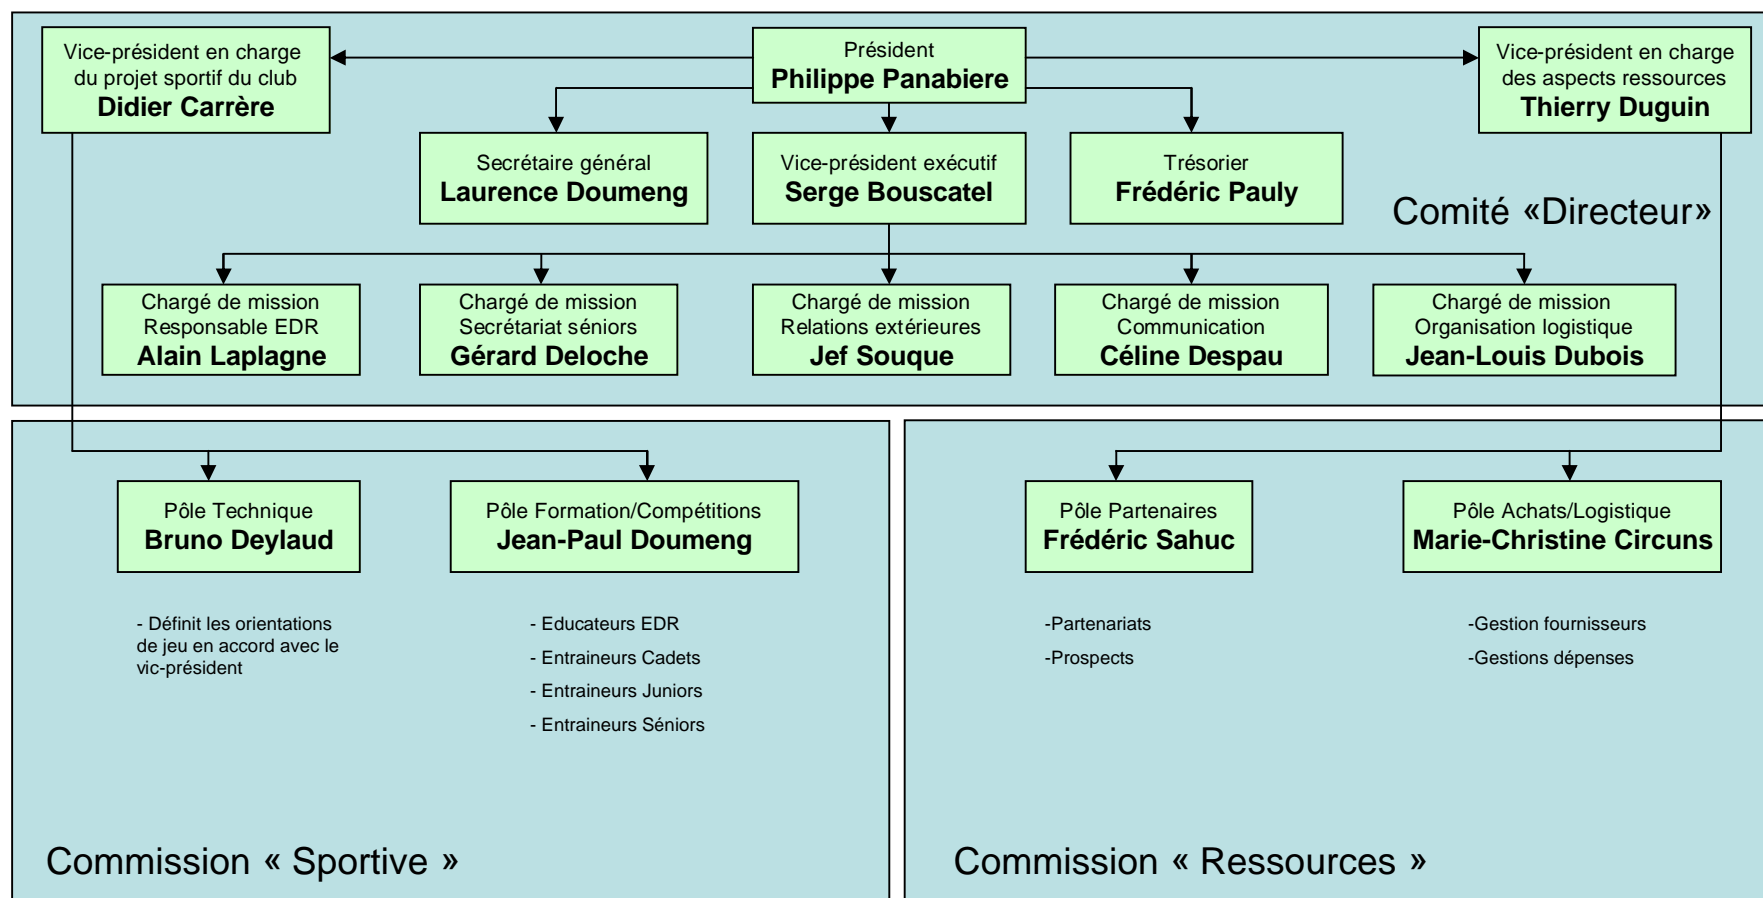 Vice-président en charge
du projet sportif du club
Didier Carrère
Président
Philippe Panabiere
Vice-président en charge
des aspects ressources
Thierry Duguin
Secrétaire général
Laurence Doumeng
Vice-président exécutif
Serge Bouscatel
Trésorier
Frédéric Pauly
Comité «Directeur»
Chargé de mission
Responsable EDR
Alain Laplagne
Chargé de mission
Secrétariat séniors
Gérard Deloche
Chargé de mission
Relations extérieures
Jef Souque
Chargé de mission
Communication
Céline Despau
Chargé de mission
Organisation logistique
Jean-Louis Dubois
Pôle Technique
Bruno Deylaud
Pôle Formation/Compétitions
Jean-Paul Doumeng
Pôle Partenaires
Frédéric Sahuc
Pôle Achats/Logistique
Marie-Christine Circuns
- Définit les orientations
de jeu en accord avec le
vic-président
- Educateurs EDR
- Entraineurs Cadets
- Entraineurs Juniors
- Entraineurs Séniors
-Partenariats
-Prospects
-Gestion fournisseurs
-Gestions dépenses
Commission « Sportive »
Commission « Ressources »